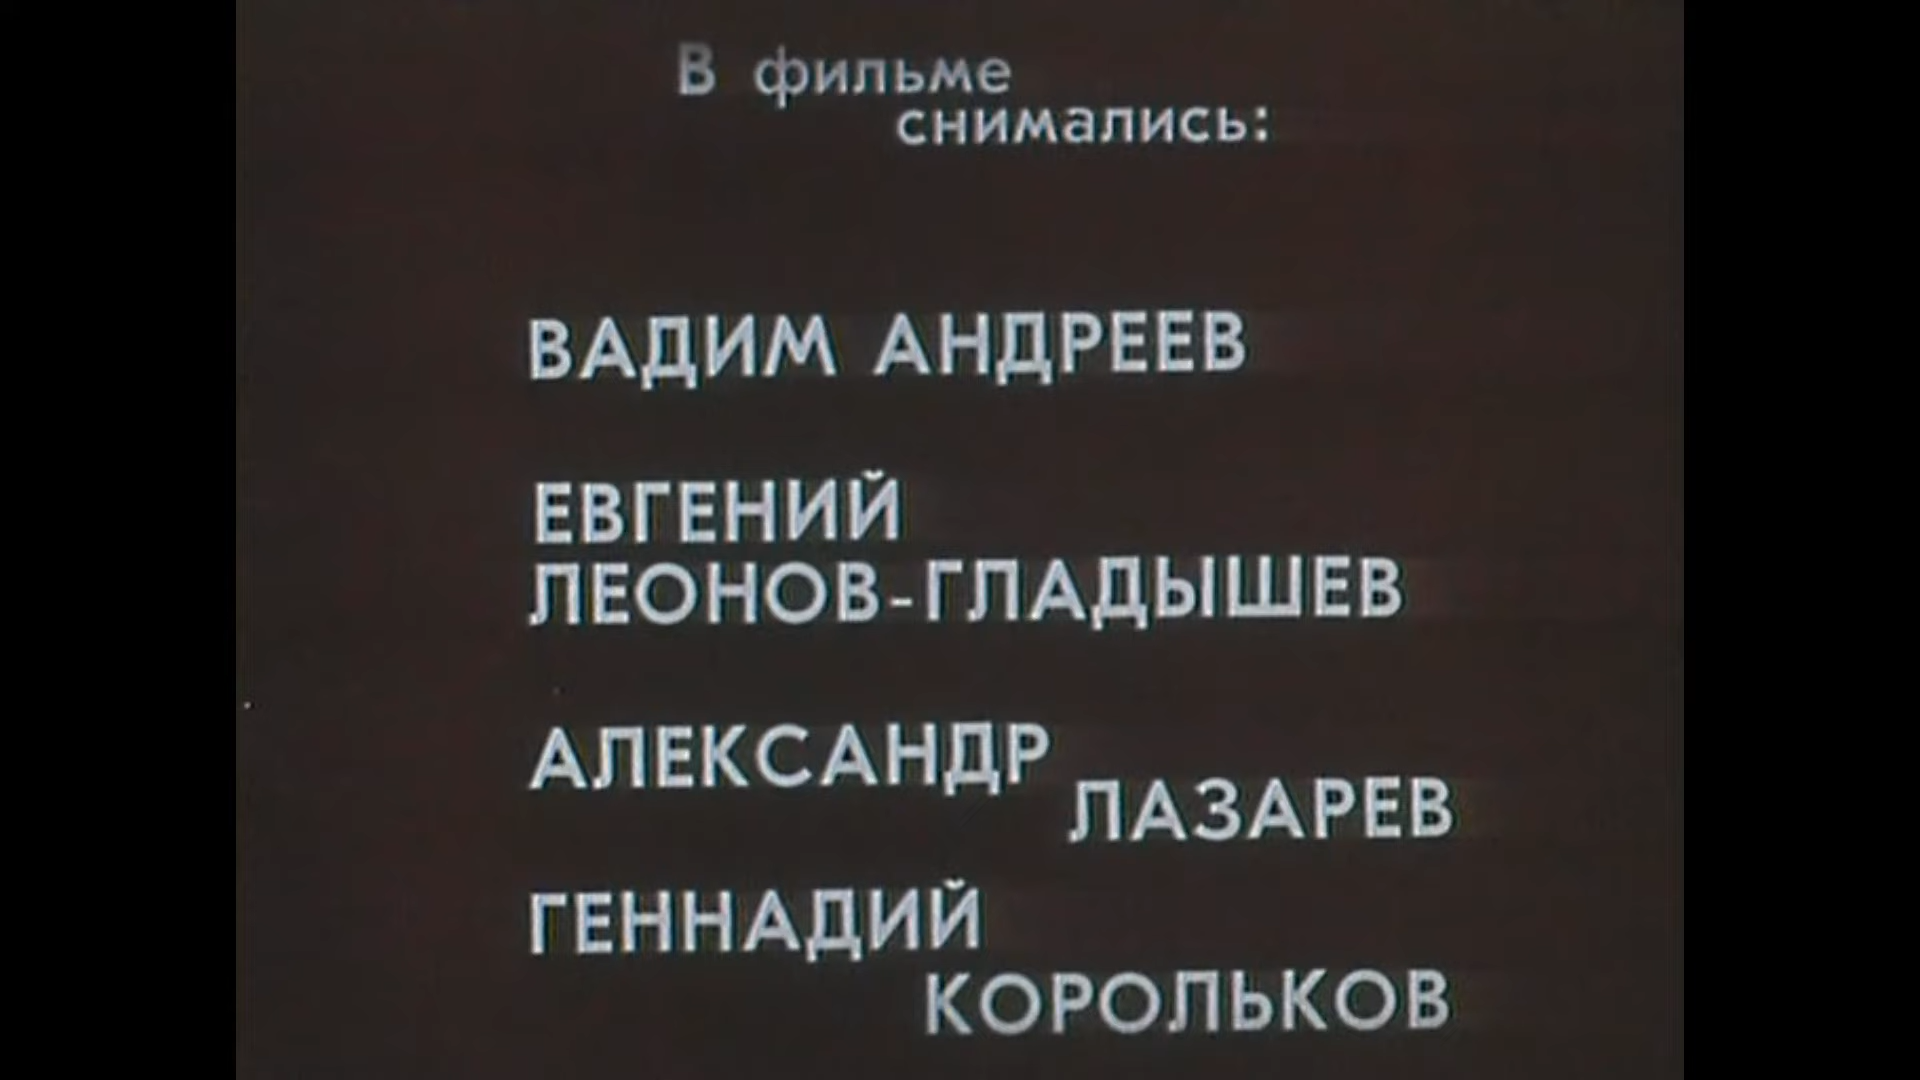 В фильме
снимались:
ВАДИМ АНДРЕЕВ
ЕВГЕНИЙ
ЛЕОНОВ-ГЛАДЫШЕВ
АЛЕКСАНДР
ЛАЗАРЕВ
ГЕННАДИЙ
КОРОЛЬКОВ